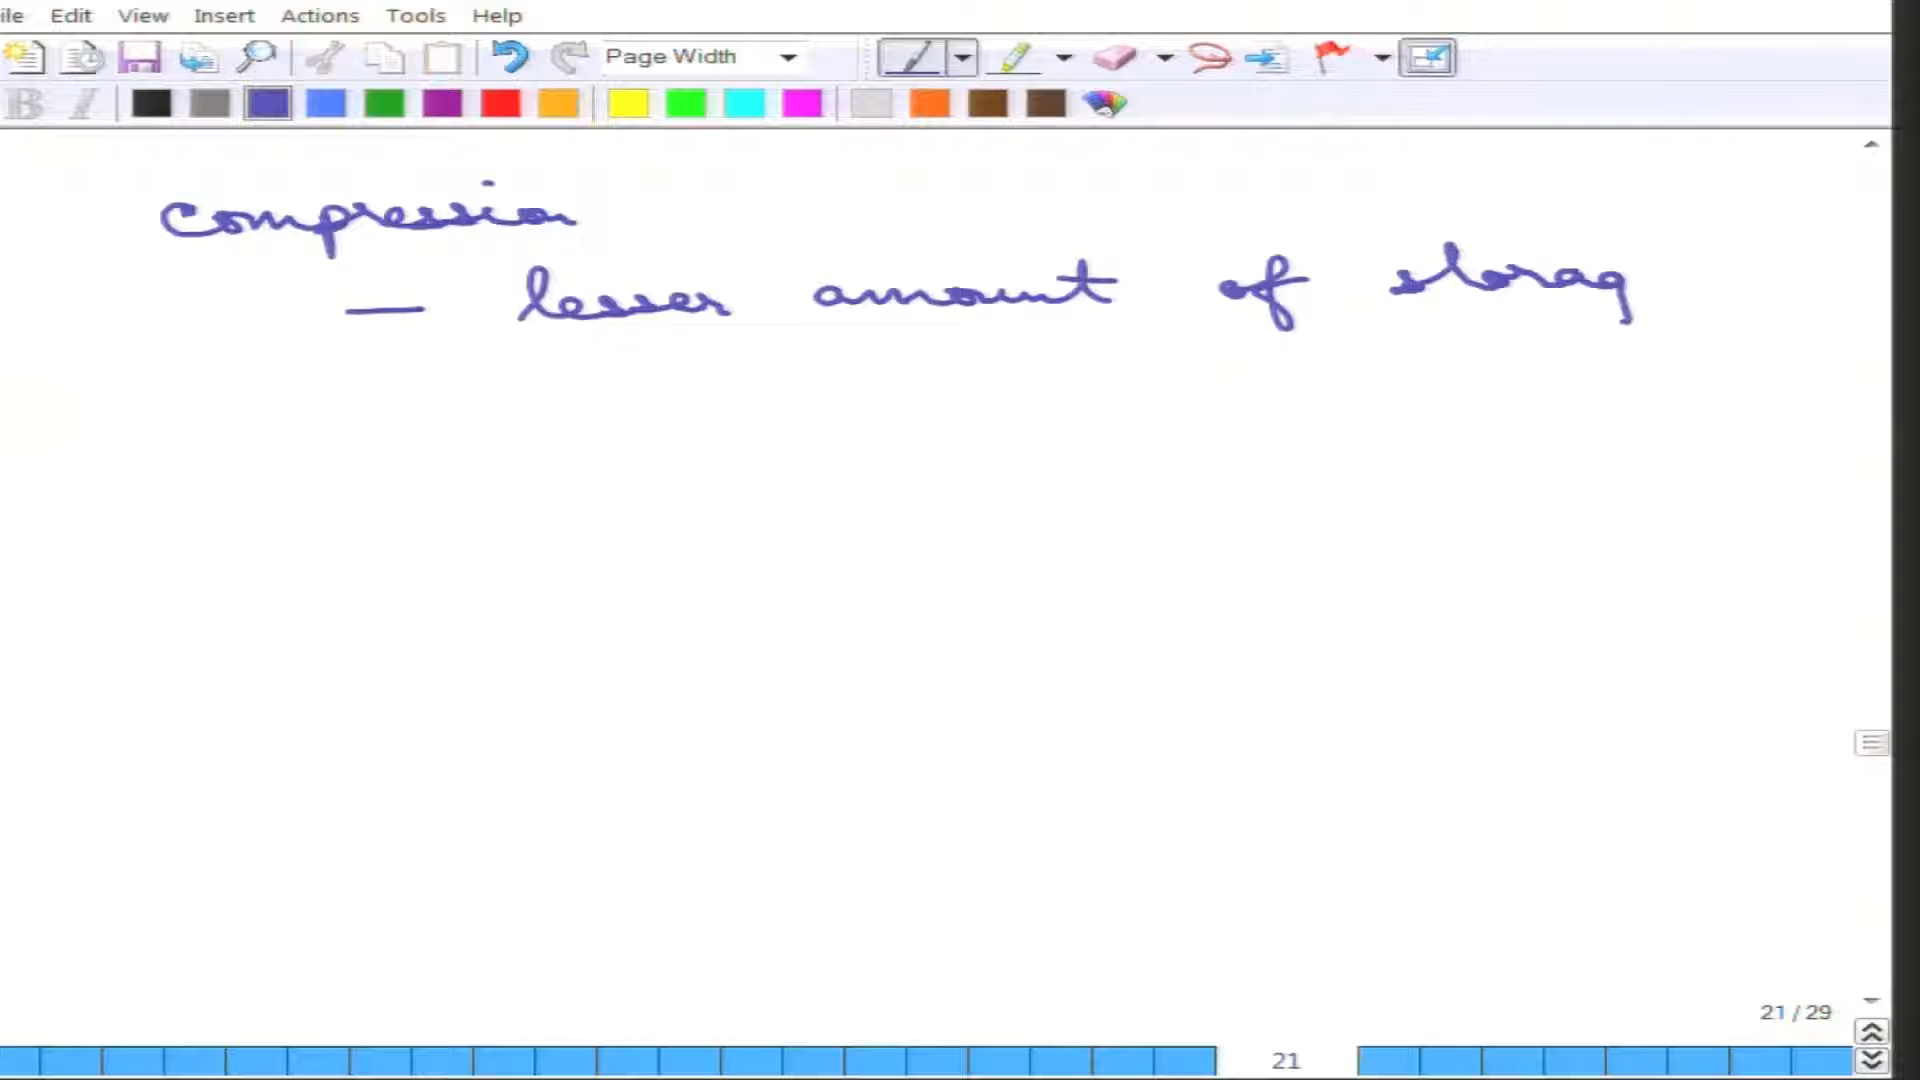 ile Edit View Insert Actions Tools Help
Page Width
B I
compression
— lesser amount of storag
21 / 29
21